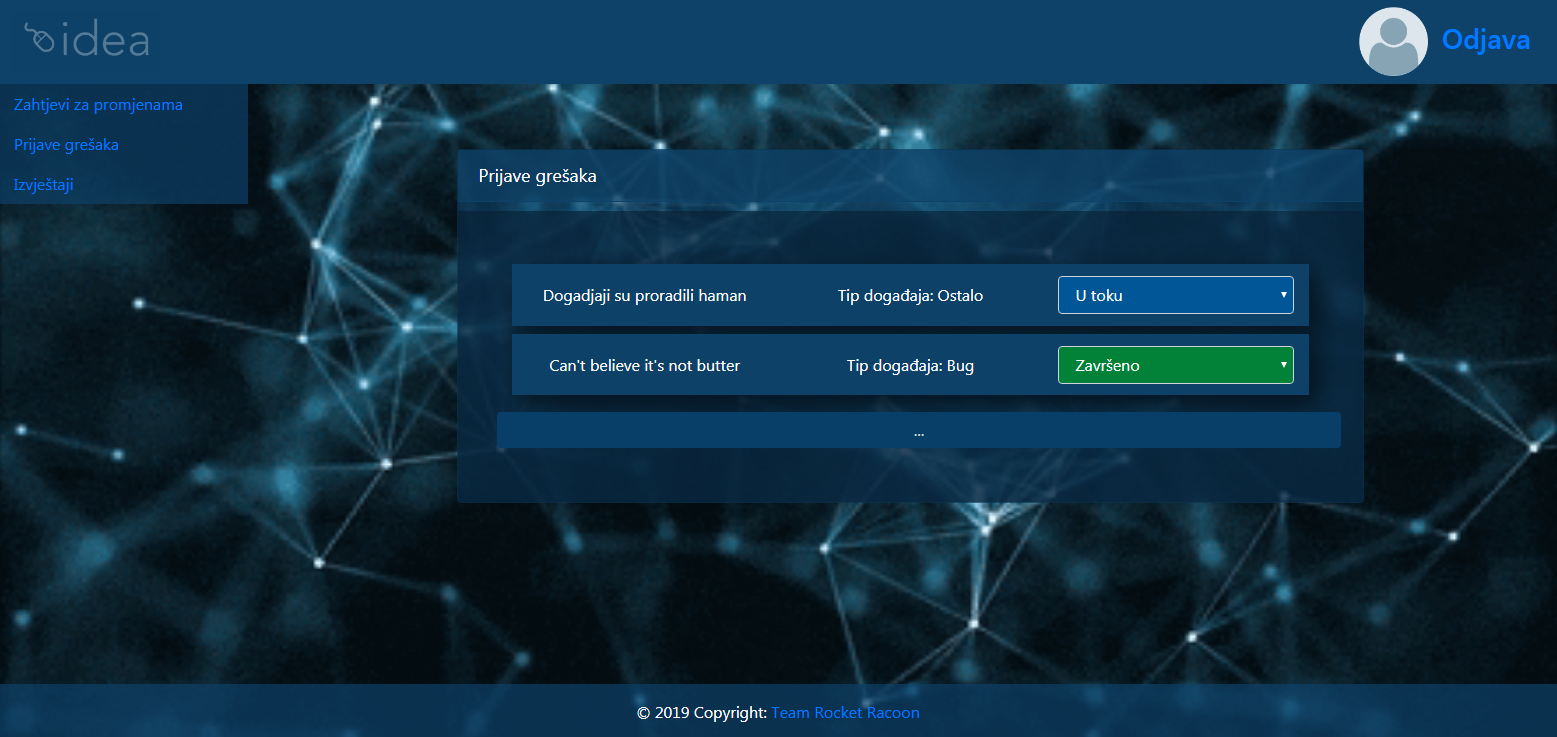 idea
Odjava
Zahtjevi za promjenama
Prijave grešaka
Izvještaji
Prijave grešaka
Dogadjaji su proradili haman Tip događaja: Ostalo U toku
Can't believe it's not butter Tip događaja: Bug Završeno
...
© 2019 Copyright: Team Rocket Racoon